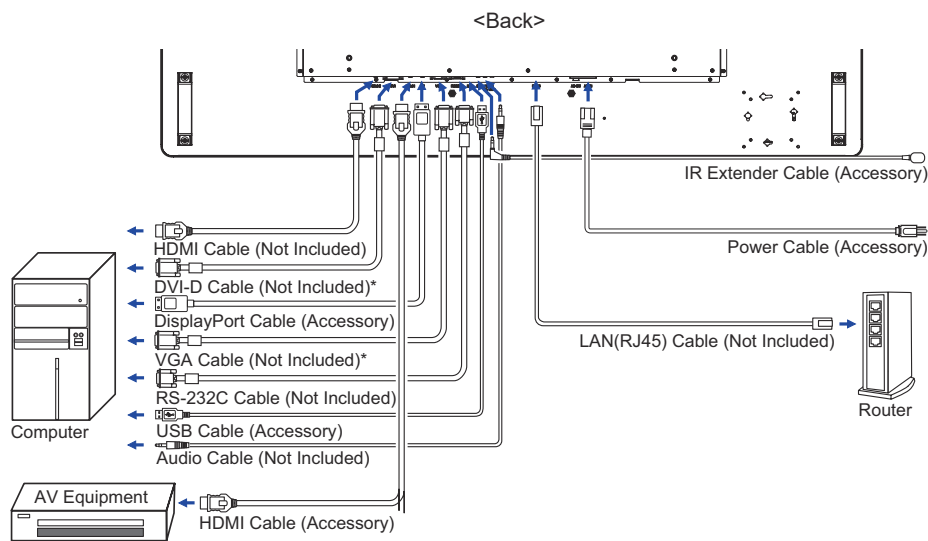 <Back>
IR Extender Cable (Accessory)
HDMI Cable (Not Included)
Power Cable (Accessory)
DVI-D Cable (Not Included)*
DisplayPort Cable (Accessory)
VGA Cable (Not Included)*
LAN(RJ45) Cable (Not Included)
RS-232C Cable (Not Included)
Router
Computer
USB Cable (Accessory)
Audio Cable (Not Included)
AV Equipment
HDMI Cable (Accessory)